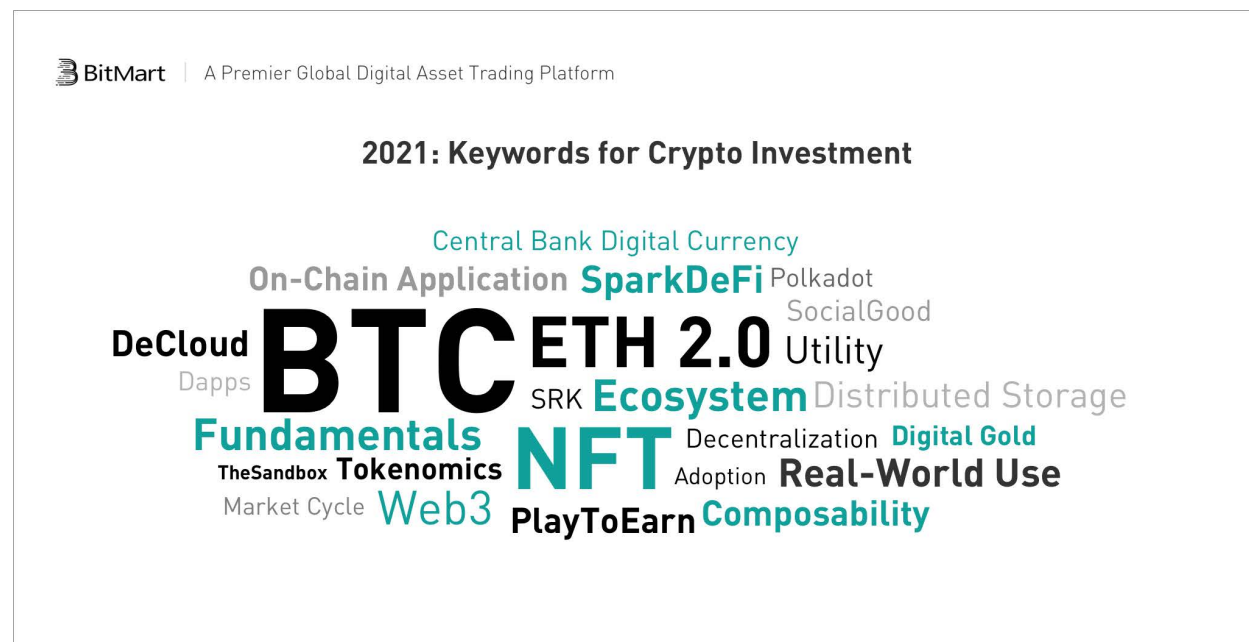 BitMart | A Premier Global Digital Asset Trading Platform
2021: Keywords for Crypto Investment
Central Bank Digital Currency
On-Chain Application SparkDeFi Polkadot
SocialGood
DeCloud BTC ETH 2.0 Utility
Dapps SRK Ecosystem Distributed Storage
Fundamentals NFT Decentralization Digital Gold
TheSandbox Tokenomics Adoption Real-World Use
Market Cycle Web3 PlayToEarn Composability